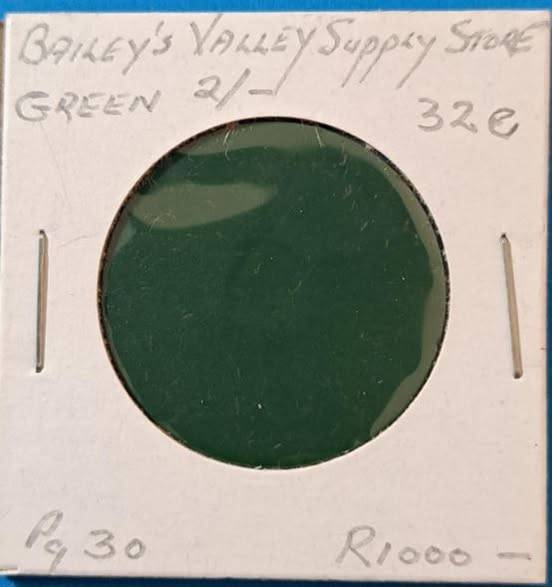 BAILEY'S VALLEY Supply STORE
GREEN 2/-
32e
Pg 30
R1000 -